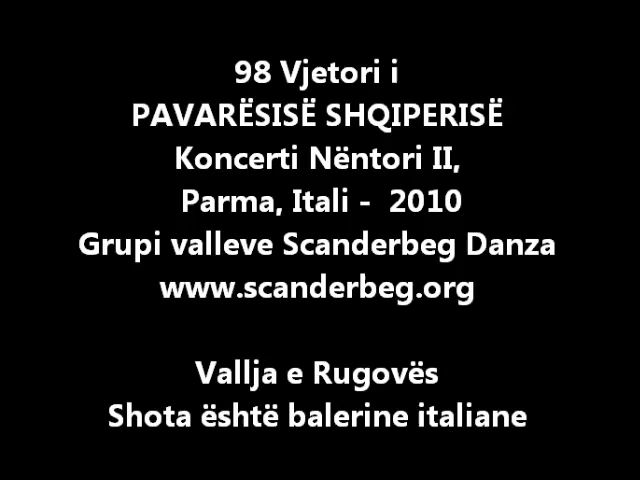 98 Vjetori i
PAVARËSISË SHQIPERISË
Koncerti Nëntori II,
Parma, Itali -  2010
Grupi valleve Scanderbeg Danza
www.scanderbeg.org
Vallja e Rugovës
Shota është balerine italiane